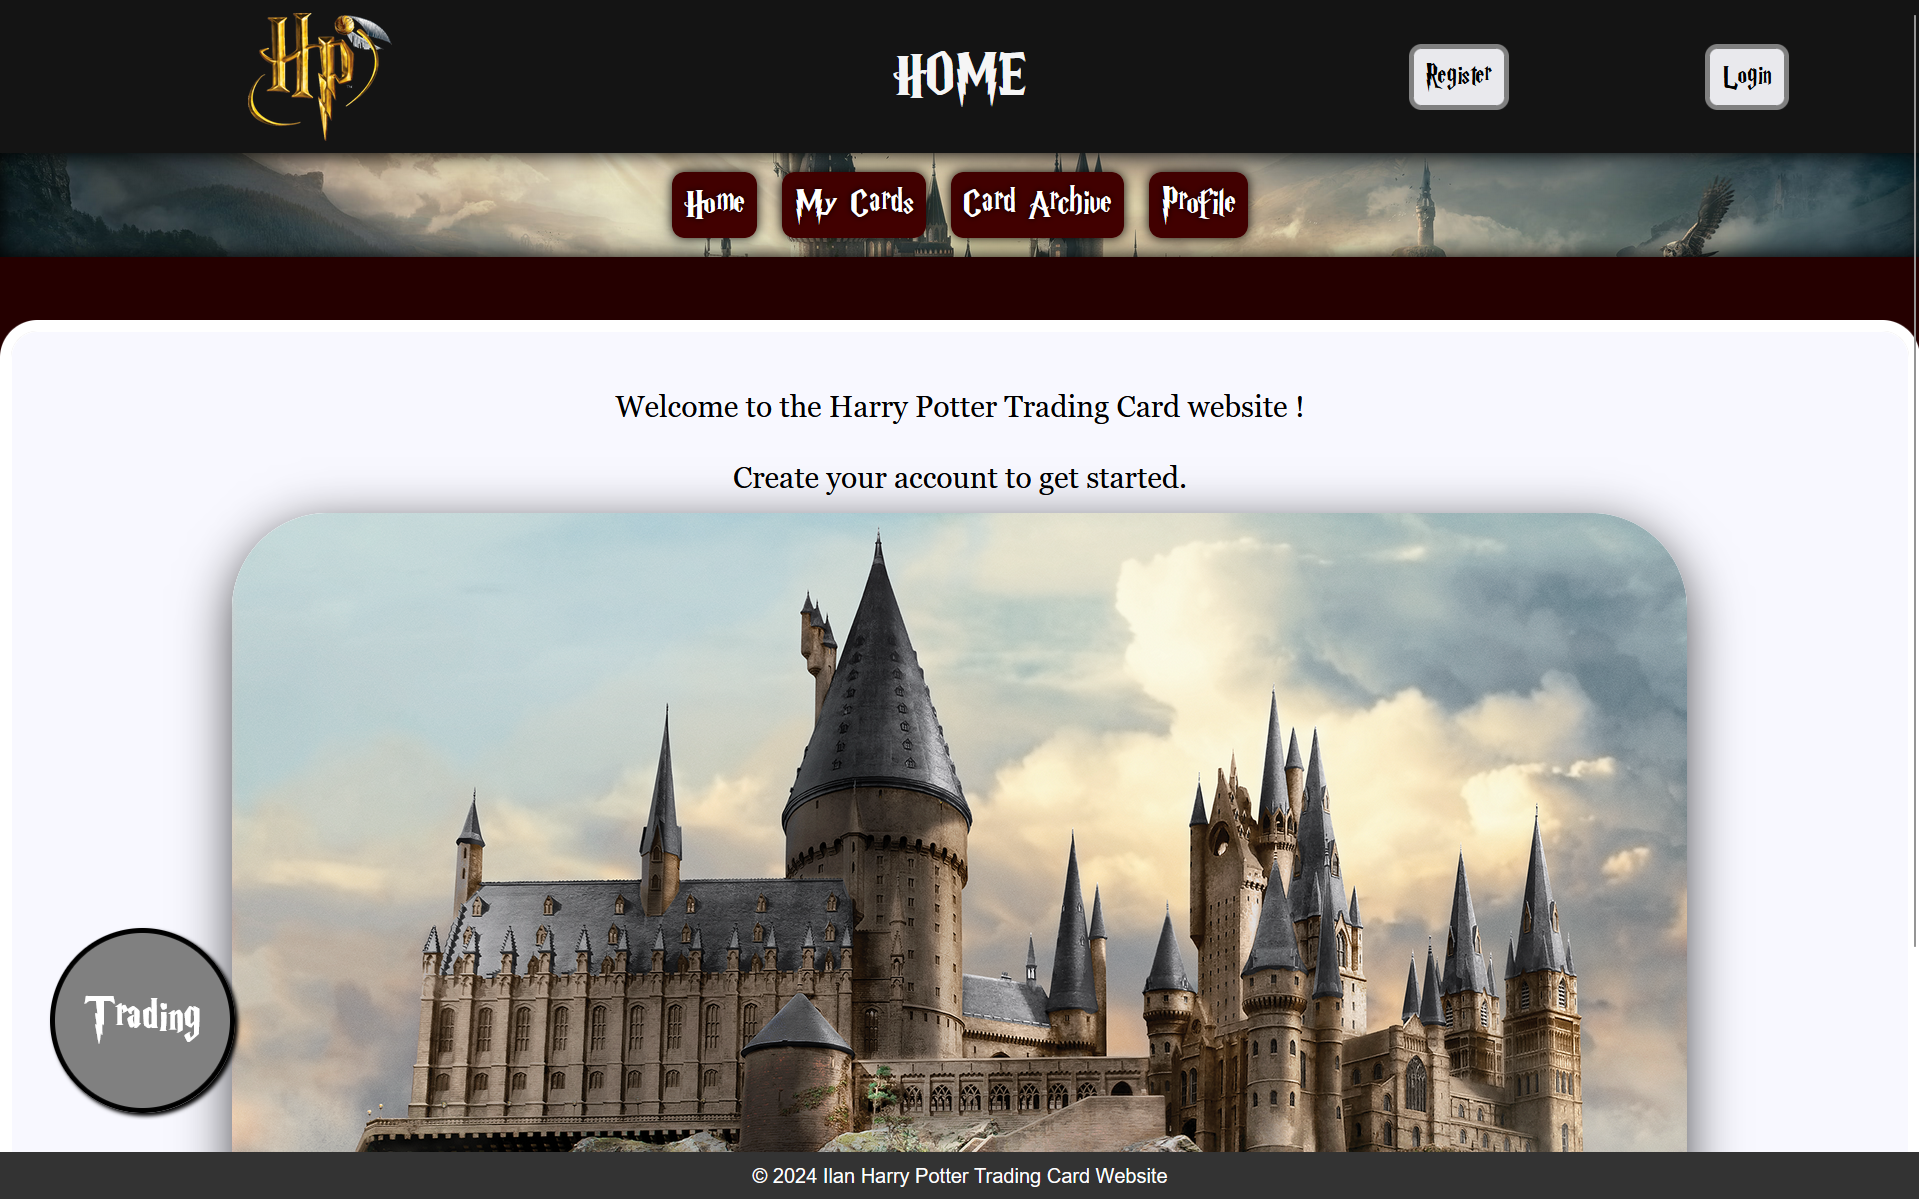 Hp
HOME
Register
Login
Home
My Cards
Card Archive
Profile
Welcome to the Harry Potter Trading Card website !
Create your account to get started.
Trading
© 2024 Ilan Harry Potter Trading Card Website